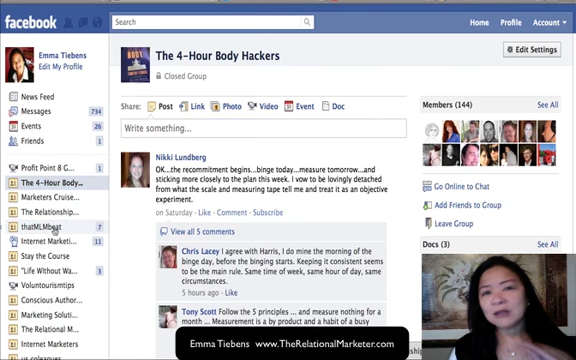 facebook
Search
Home Profile Account
Emma Tiebens
Edit My Profile
News Feed
Messages 734
Events 26
Friends 1
Profit Point 8 G...
The 4-Hour Body...
Marketers Cruise...
The Relationship...
thatMLMbeat 7
Internet Marketi... 11
Stay the Course
"Life Without Wa... 3
Voluntourismtips
Conscious Author...
Marketing Soluti...
The Relational M...
Internet Marketers
us colleagues
The 4-Hour Body Hackers
Closed Group
Edit Settings
Share: Post Link Photo Video Event Doc
Write something...
Nikki Lundberg
OK...the recommitment begins...binge today...measure tomorrow...and
sticking more closely to the plan this week. I vow to be lovingly detached
from what the scale and measuring tape tell me and treat it as an objective
experiment.
on Saturday · Like · Comment · Subscribe
View all 5 comments
Chris Lacey I agree with Harris, I do mine the morning of the
binge day, before the binging starts. Keeping it consistent seems
to be the main rule. Same time of week, same hour of day, same
circumstances.
5 hours ago · Like
Tony Scott Follow the 5 principles ... and measure nothing for a
month ... Measurement is a by product and a habit of busy
Members (144) See All
Go Online to Chat
Add Friends to Group
Leave Group
Docs (3) See All
Emma Tiebens www.TheRelationalMarketer.com